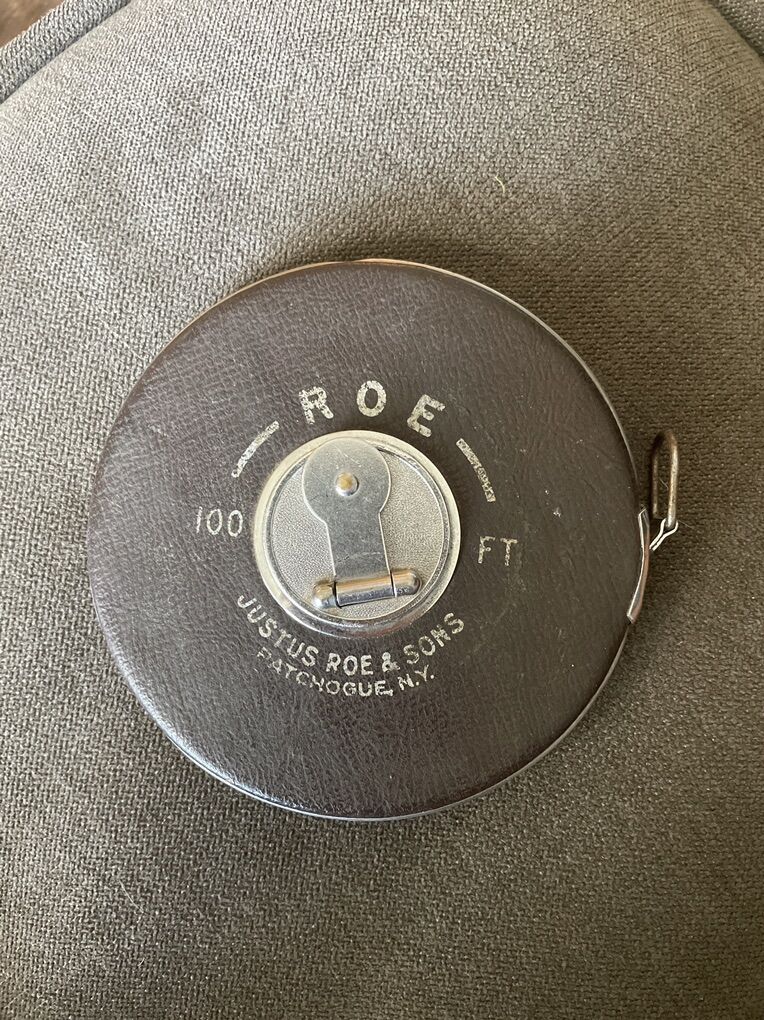 ROE
100 FT
JUSTUS ROE & SONS
PATCHOGUE, N.Y.